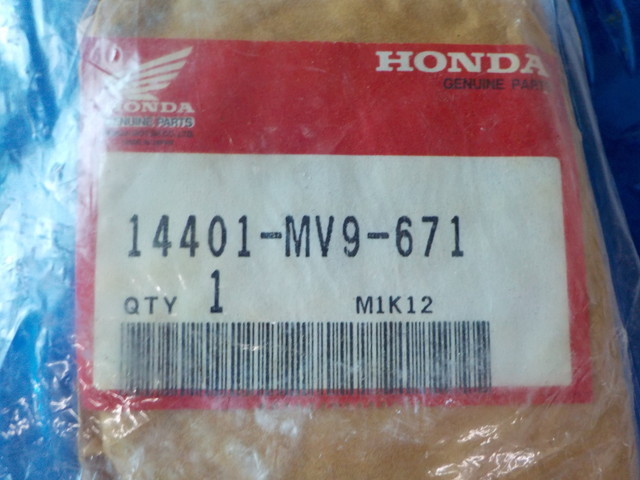 HONDA
GENUINE PARTS
HONDA
GENUINE PARTS
14401-MV9-671
QTY 1 M1K12